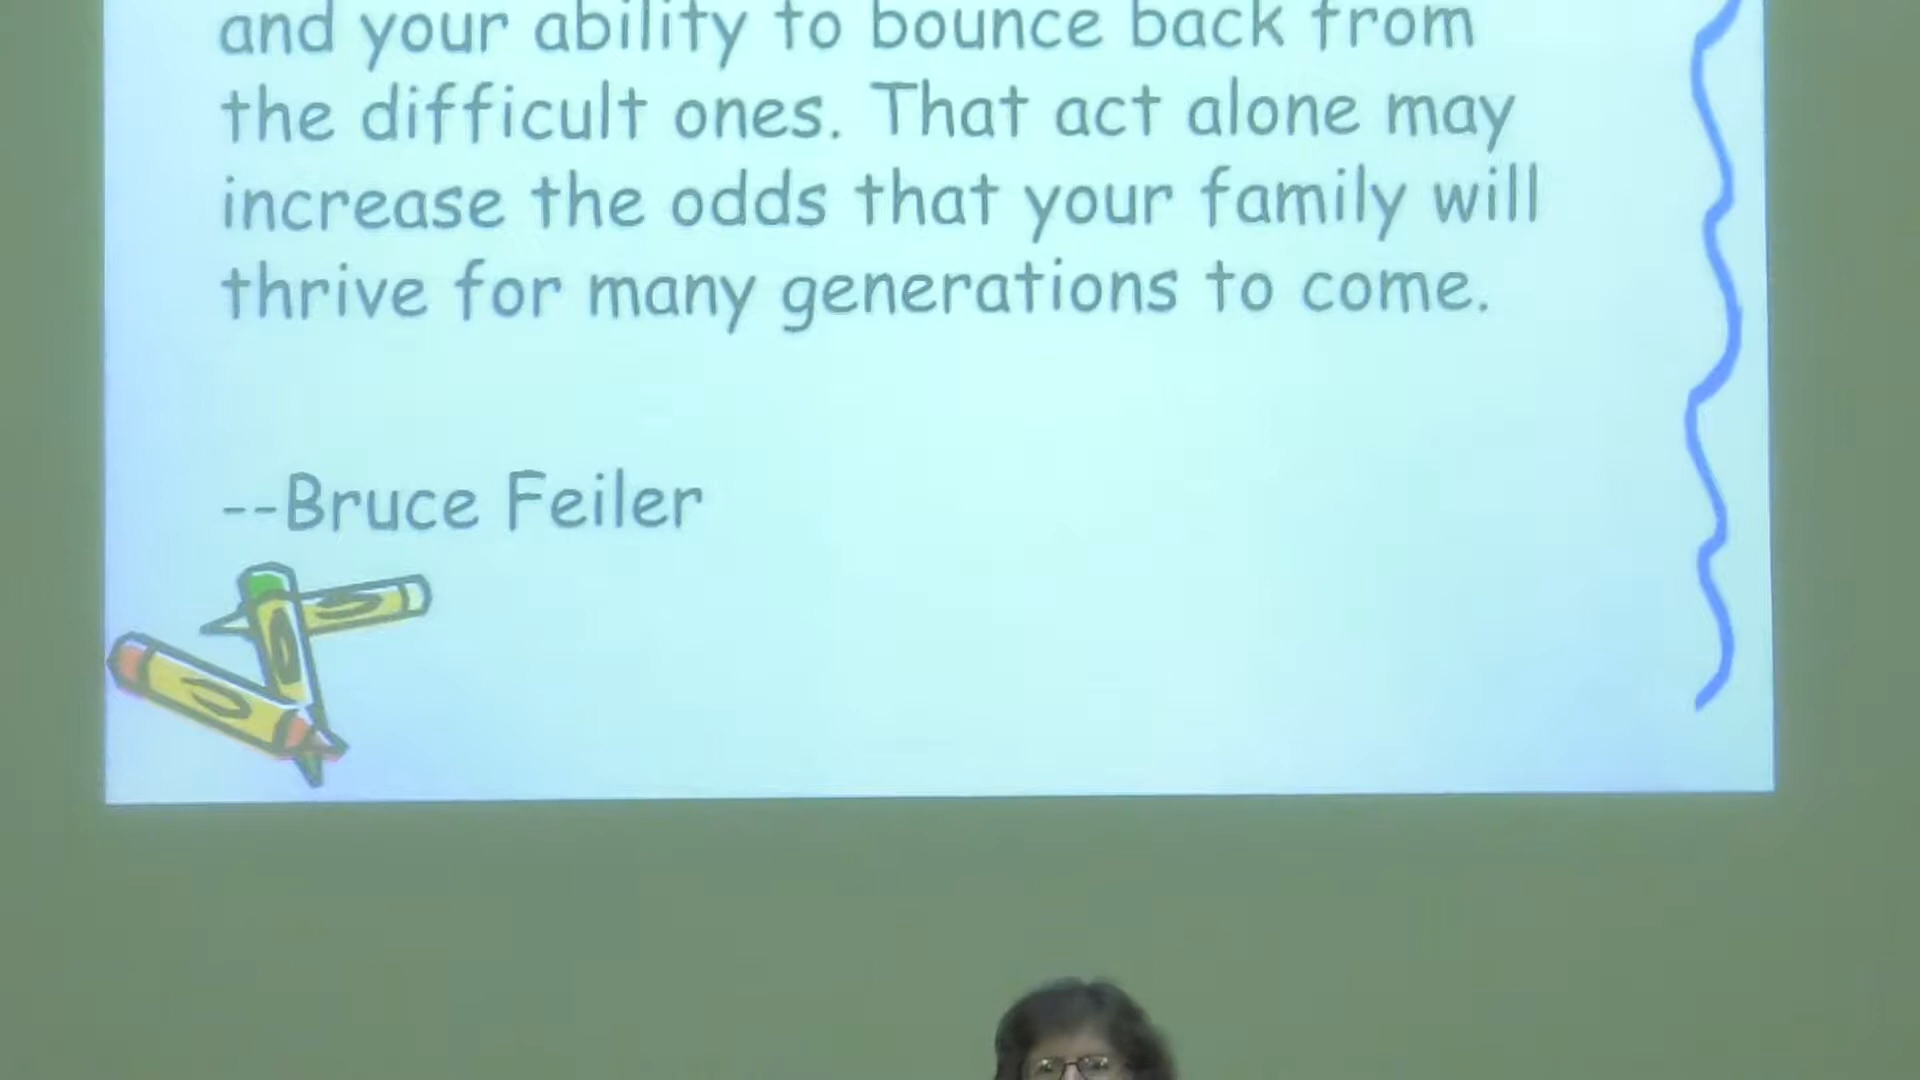 and your ability to bounce back from
the difficult ones. That act alone may
increase the odds that your family will
thrive for many generations to come.
--Bruce Feiler